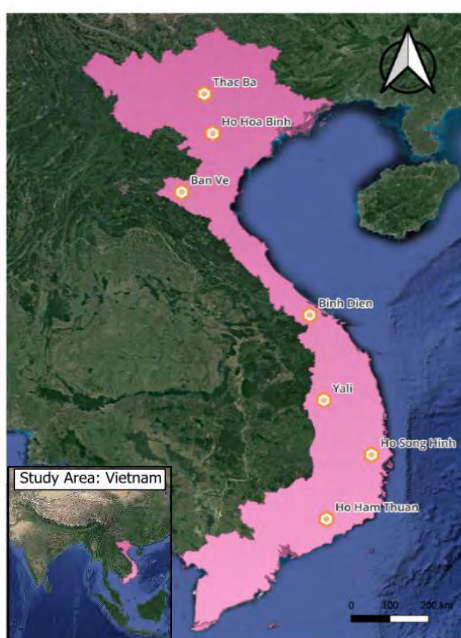 Thac Ba
Ho Hoa Binh
Ban Ve
Binh Dien
Yali
Ho Song Hinh
Ho Ham Thuan
Study Area: Vietnam
0 100 200 km